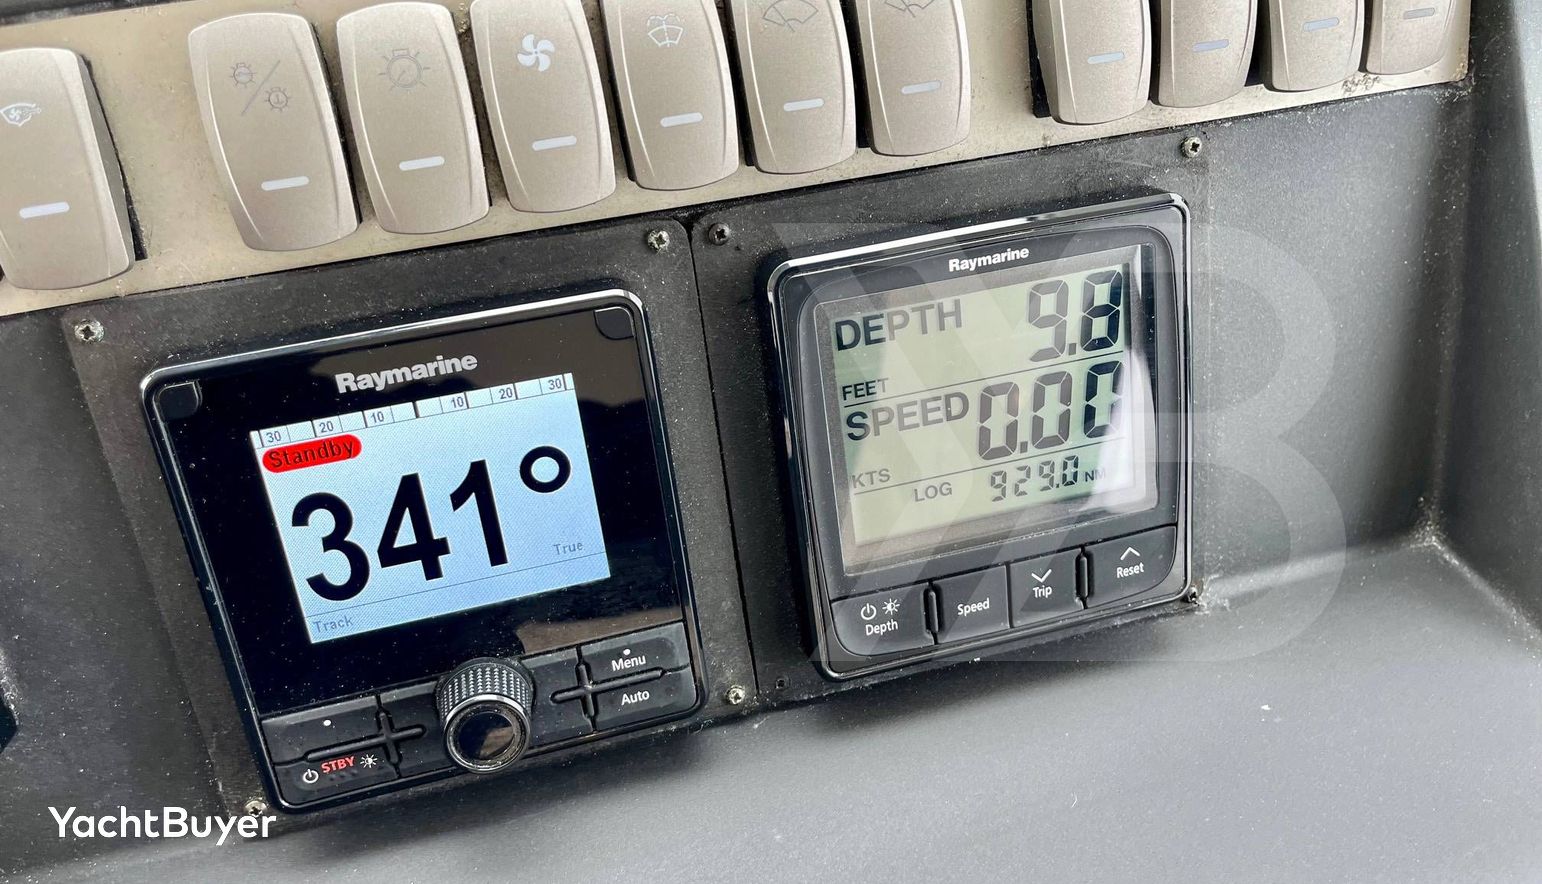 Raymarine
30 20 10 10 20 30
Standby
341°
True
Track
Menu
Auto
STBY
Raymarine
DEPTH 9.8
FEET
SPEED 0.00
KTS
LOG 929.0 NM
Depth
Speed
Trip
Reset
YachtBuyer